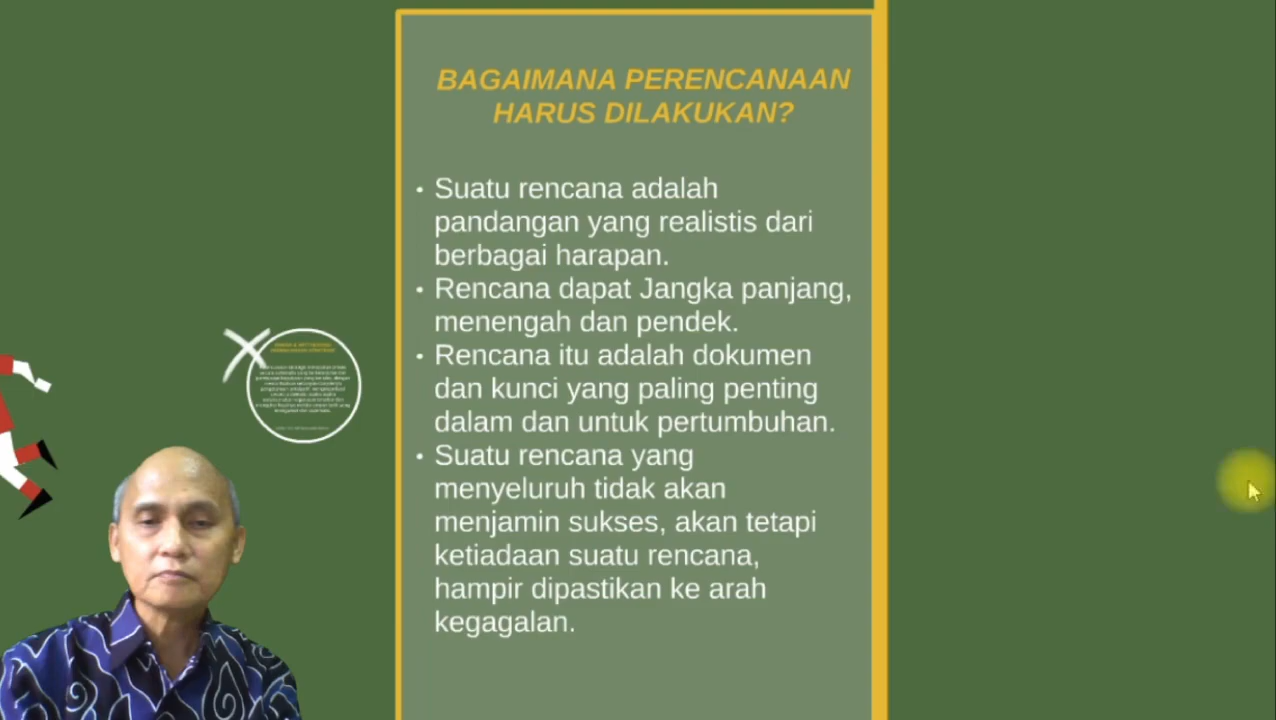 BAGAIMANA PERENCANAAN
HARUS DILAKUKAN?
• Suatu rencana adalah
pandangan yang realistis dari
berbagai harapan.
• Rencana dapat Jangka panjang,
menengah dan pendek.
• Rencana itu adalah dokumen
dan kunci yang paling penting
dalam dan untuk pertumbuhan.
• Suatu rencana yang
menyeluruh tidak akan
menjamin sukses, akan tetapi
ketiadaan suatu rencana,
hampir dipastikan ke arah
kegagalan.